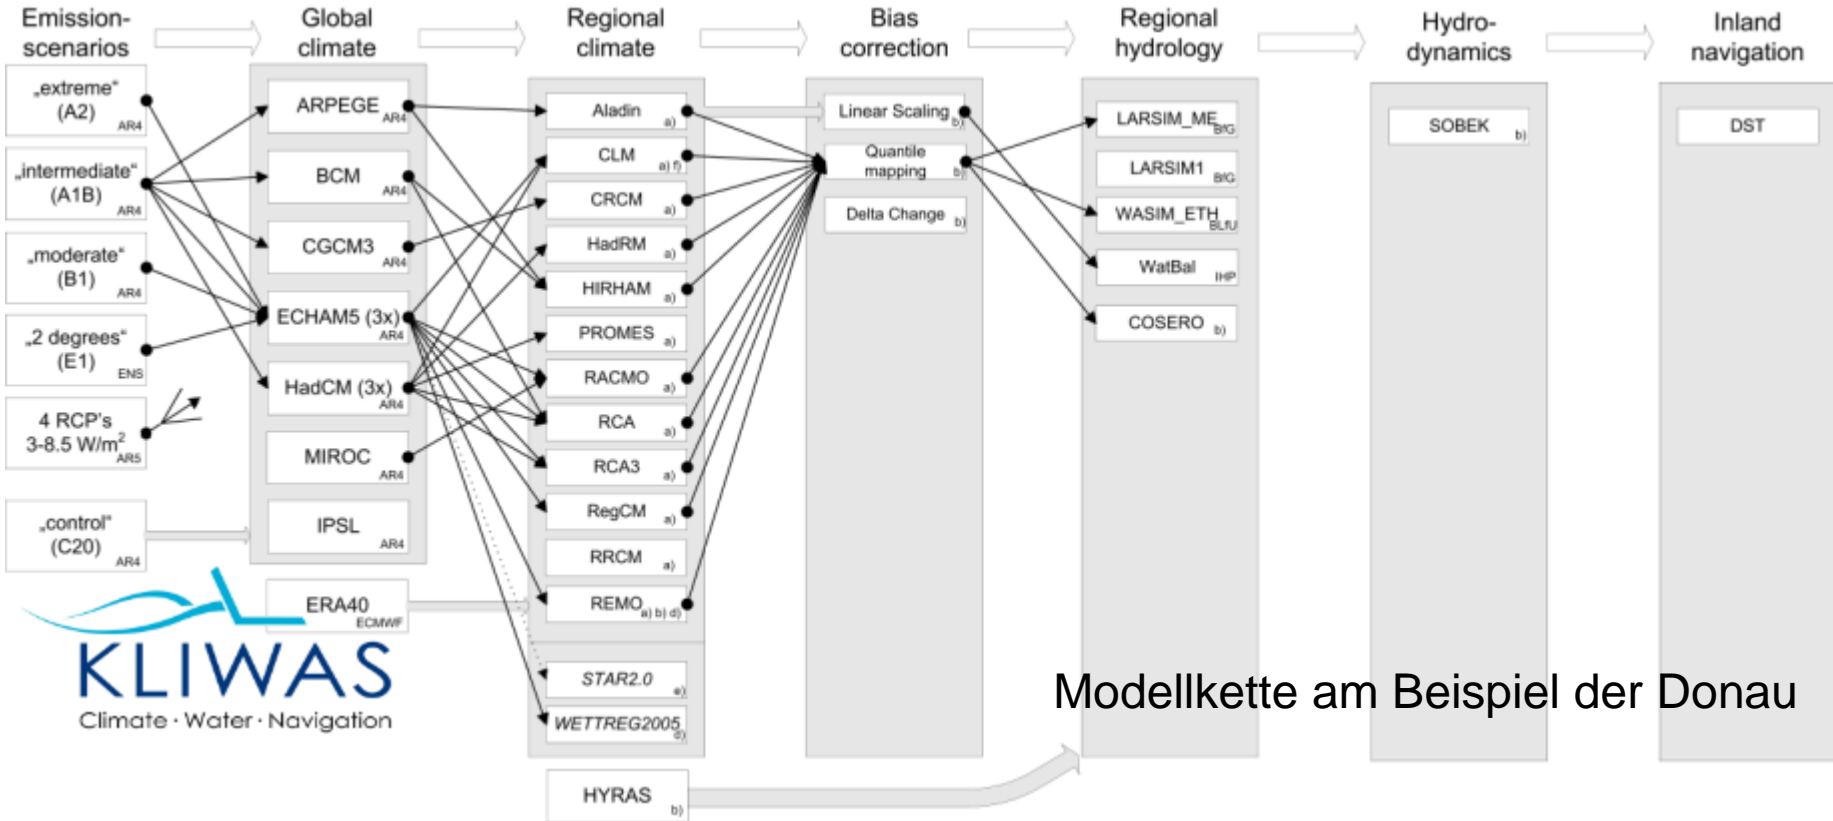 Emission-
scenarios
Global
climate
Regional
climate
Bias
correction
Regional
hydrology
Hydro-
dynamics
Inland
navigation
„extreme“
(A2)
AR4
„intermediate“
(A1B)
AR4
„moderate“
(B1)
AR4
„2 degrees“
(E1)
ENS
4 RCP's
3-8.5 W/m²
AR5
„control“
(C20)
AR4
ARPEGE
AR4
BCM
AR4
CGCM3
AR4
ECHAM5 (3x)
AR4
HadCM (3x)
AR4
MIROC
AR4
IPSL
AR4
ERA40
ECMWF
Aladin a)
CLM a) f)
CRCM a)
HadRM a)
HIRHAM a)
PROMES a)
RACMO a)
RCA a)
RCA3 a)
RegCM a)
RRCM a)
REMO a) b) d)
STAR2.0 e)
WETTREG2005 d)
HYRAS b)
Linear Scaling b)
Quantile
mapping b)
Delta Change b)
LARSIM_ME BfG
LARSIM1 BfG
WASIM_ETH BLfU
WatBal IHP
COSERO b)
SOBEK b)
DST
KLIWAS
Climate · Water · Navigation
Modellkette am Beispiel der Donau